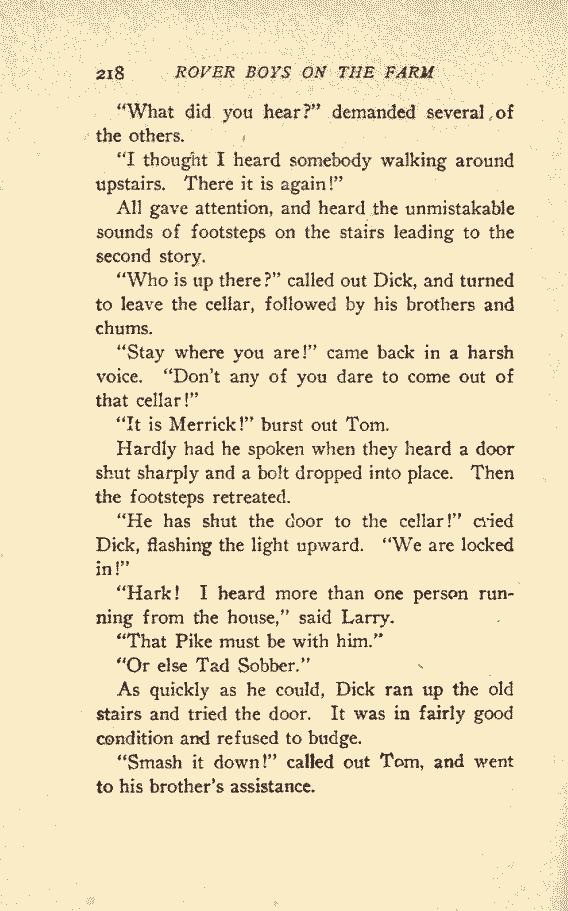 218 ROVER BOYS ON THE FARM
"What did you hear?" demanded several of
the others.
"I thought I heard somebody walking around
upstairs. There it is again!"
All gave attention, and heard the unmistakable
sounds of footsteps on the stairs leading to the
second story.
"Who is up there?" called out Dick, and turned
to leave the cellar, followed by his brothers and
chums.
"Stay where you are!" came back in a harsh
voice. "Don't any of you dare to come out of
that cellar!"
"It is Merrick!" burst out Tom.
Hardly had he spoken when they heard a door
shut sharply and a bolt dropped into place. Then
the footsteps retreated.
"He has shut the door to the cellar!" cried
Dick, flashing the light upward. "We are locked
in!"
"Hark! I heard more than one person run-
ning from the house," said Larry.
"That Pike must be with him."
"Or else Tad Sobber."
As quickly as he could, Dick ran up the old
stairs and tried the door. It was in fairly good
condition and refused to budge.
"Smash it down!" called out Tom, and went
to his brother's assistance.